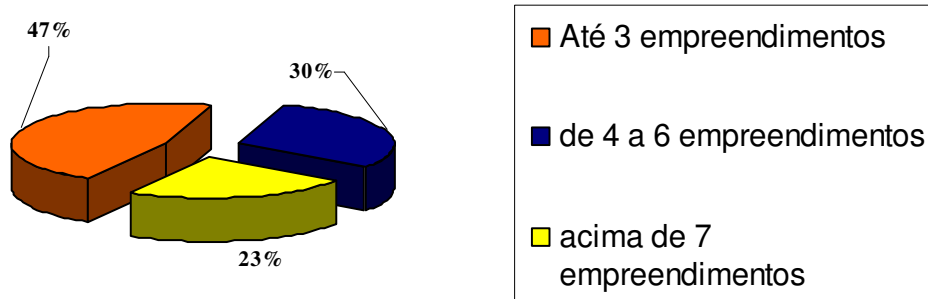 47%
30%
23%
Até 3 empreendimentos
de 4 a 6 empreendimentos
acima de 7
empreendimentos